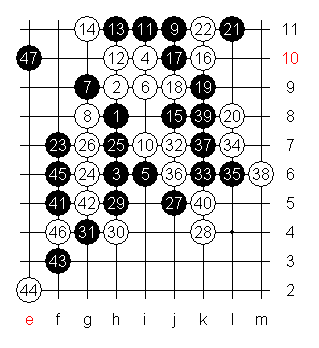 14 13 11 9 22 21 11
47 12 4 17 16 10
7 2 6 18 19 9
8 1 15 39 20 8
23 26 25 10 32 37 34 7
45 24 3 5 36 33 35 38 6
41 42 29 27 40 5
46 31 30 28 4
43 3
44 2
e f g h i j k l m